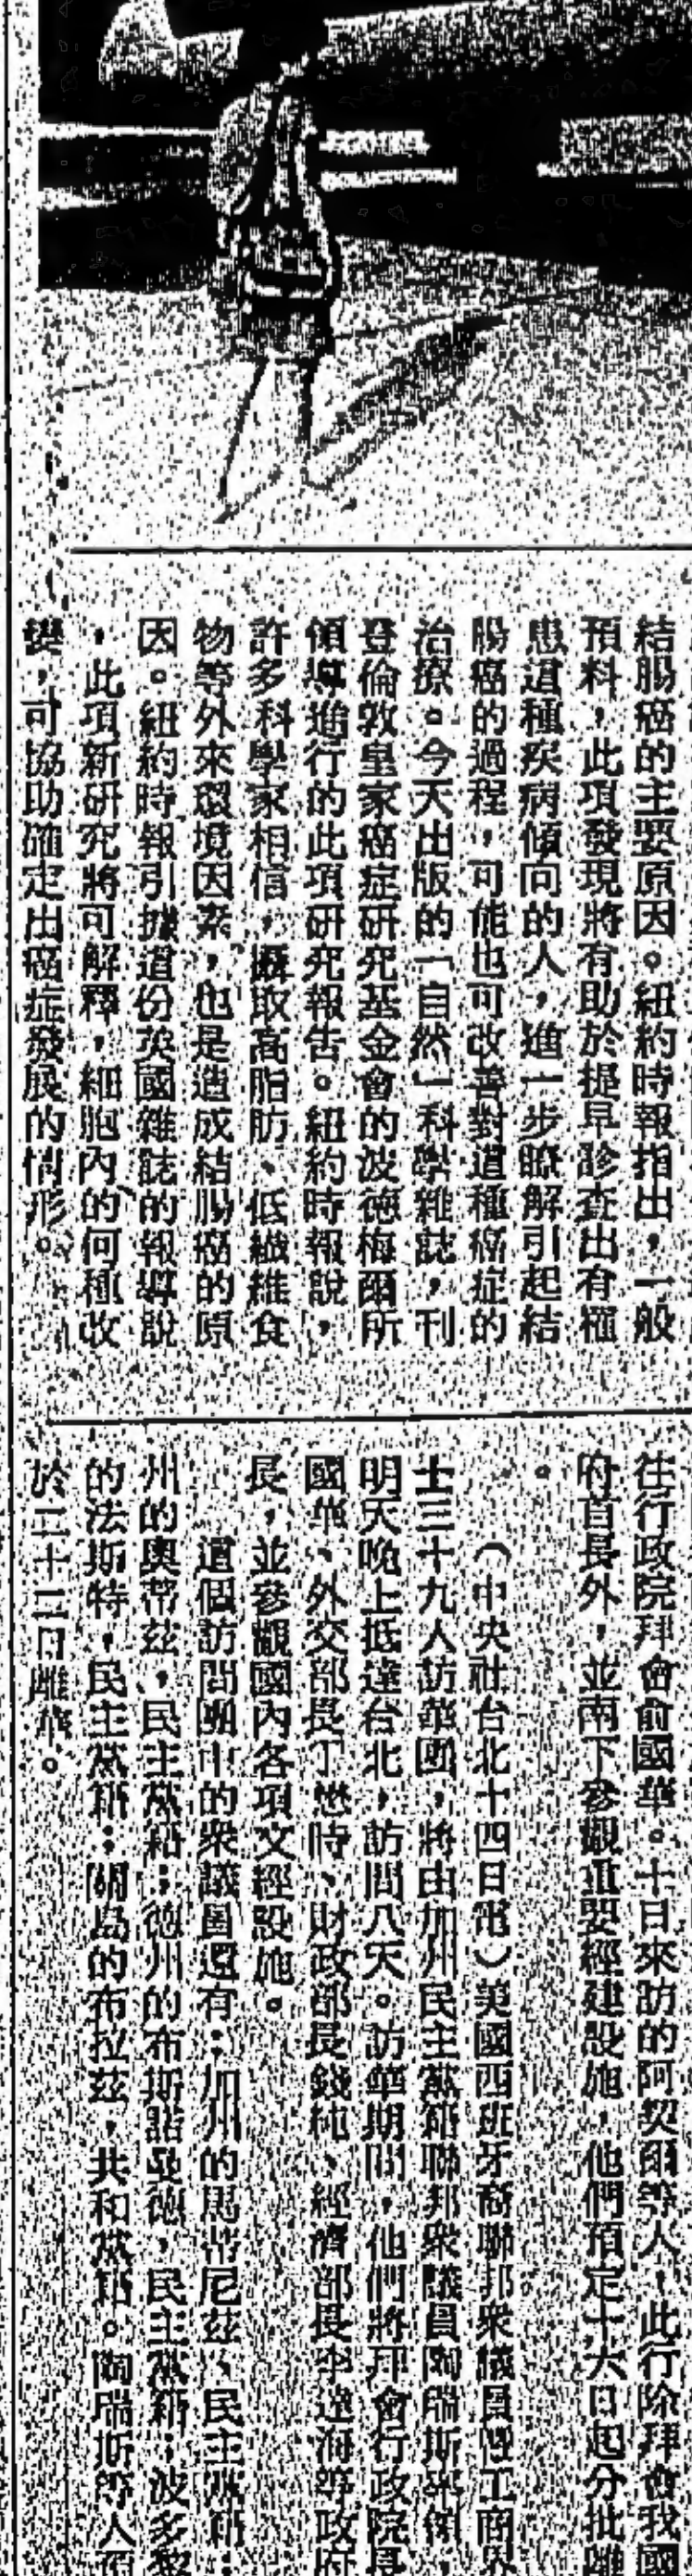 結腸癌的主要原因。紐約時報指出，一般
預料，此項發現將有助於提早診查出有權
患這種疾病傾向的人，進一步瞭解引起結
腸癌的過程，可能也可改善對這種癌症的
治療。今天出版的「自然」科學雜誌，刊
登倫敦皇家癌症研究基金會的波德梅爾所
領導進行的此項研究報告。紐約時報說，
許多科學家相信，攝取高脂肪、低纖維食
物等外來環境因素，也是造成結腸癌的原
因。紐約時報引據這份英國雜誌的報導說
，此項新研究將可解釋，細胞內的何種改
變，可協助確定出癌症發展的情形。
往行政院拜會俞國華。十日來訪的阿契爾等人，此行除拜會我國
府首長外，並南下參觀重要經建設施，他們預定十六日起分批離
。
（中央社台北十四日電）美國西班牙裔聯邦衆議員暨工商界
士三十九人訪華團，將由加州民主黨籍聯邦衆議員陶瑞斯率領，
明天晚上抵達台北，訪問八天。訪華期間，他們將拜會行政院長
國華、外交部長丁懋時、財政部長錢純、經濟部長李達海等政府
長，並參觀國內各項文經設施。
這個訪問團中的衆議員還有：加州的馬蒂尼茲，民主黨籍；
州的奧蒂茲，民主黨籍；德州的布斯諾曼德，民主黨籍；波多黎
的法斯特，民主黨籍；關島的布拉茲，共和黨籍。陶瑞斯等人預
於二十二日離華。